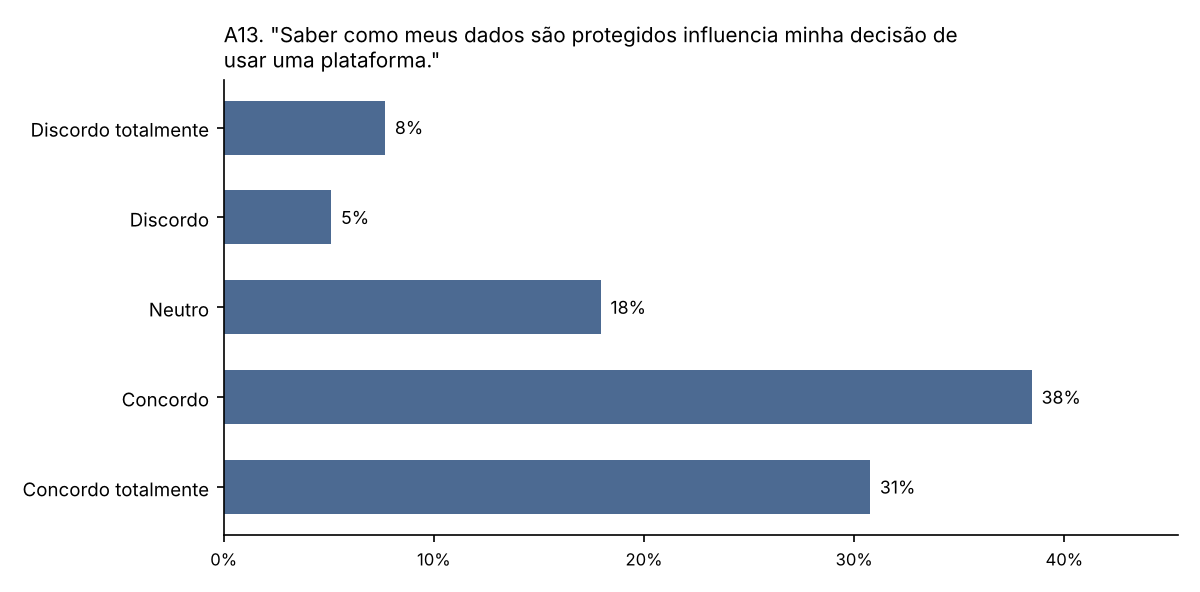 A13. "Saber como meus dados são protegidos influencia minha decisão de
usar uma plataforma."
Discordo totalmente
8%
Discordo
5%
Neutro
18%
Concordo
38%
Concordo totalmente
31%
0%
10%
20%
30%
40%